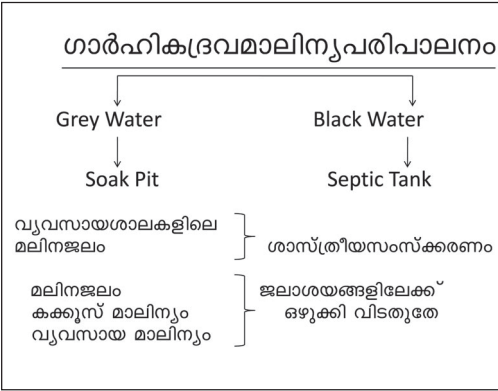 ഗാർഹികദ്രവമാലിന്യപരിപാലനം
Grey Water
Black Water
Soak Pit
Septic Tank
വ്യവസായശാലകളിലെ
മലിനജലം
ശാസ്ത്രീയസംസ്ക്കരണം
മലിനജലം
കക്കൂസ് മാലിന്യം
വ്യവസായ മാലിന്യം
ജലാശയങ്ങളിലേക്ക്
ഒഴുക്കി വിടതുതേ